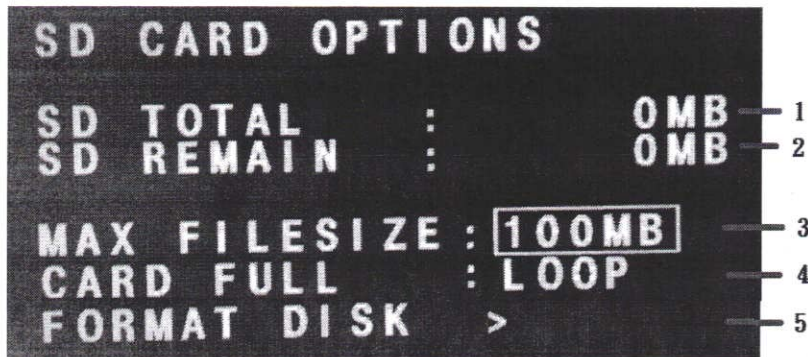 SD CARD OPTIONS
SD TOTAL : 0MB 1
SD REMAIN : 0MB 2
MAX FILESIZE: 100MB 3
CARD FULL : LOOP 4
FORMAT DISK > 5